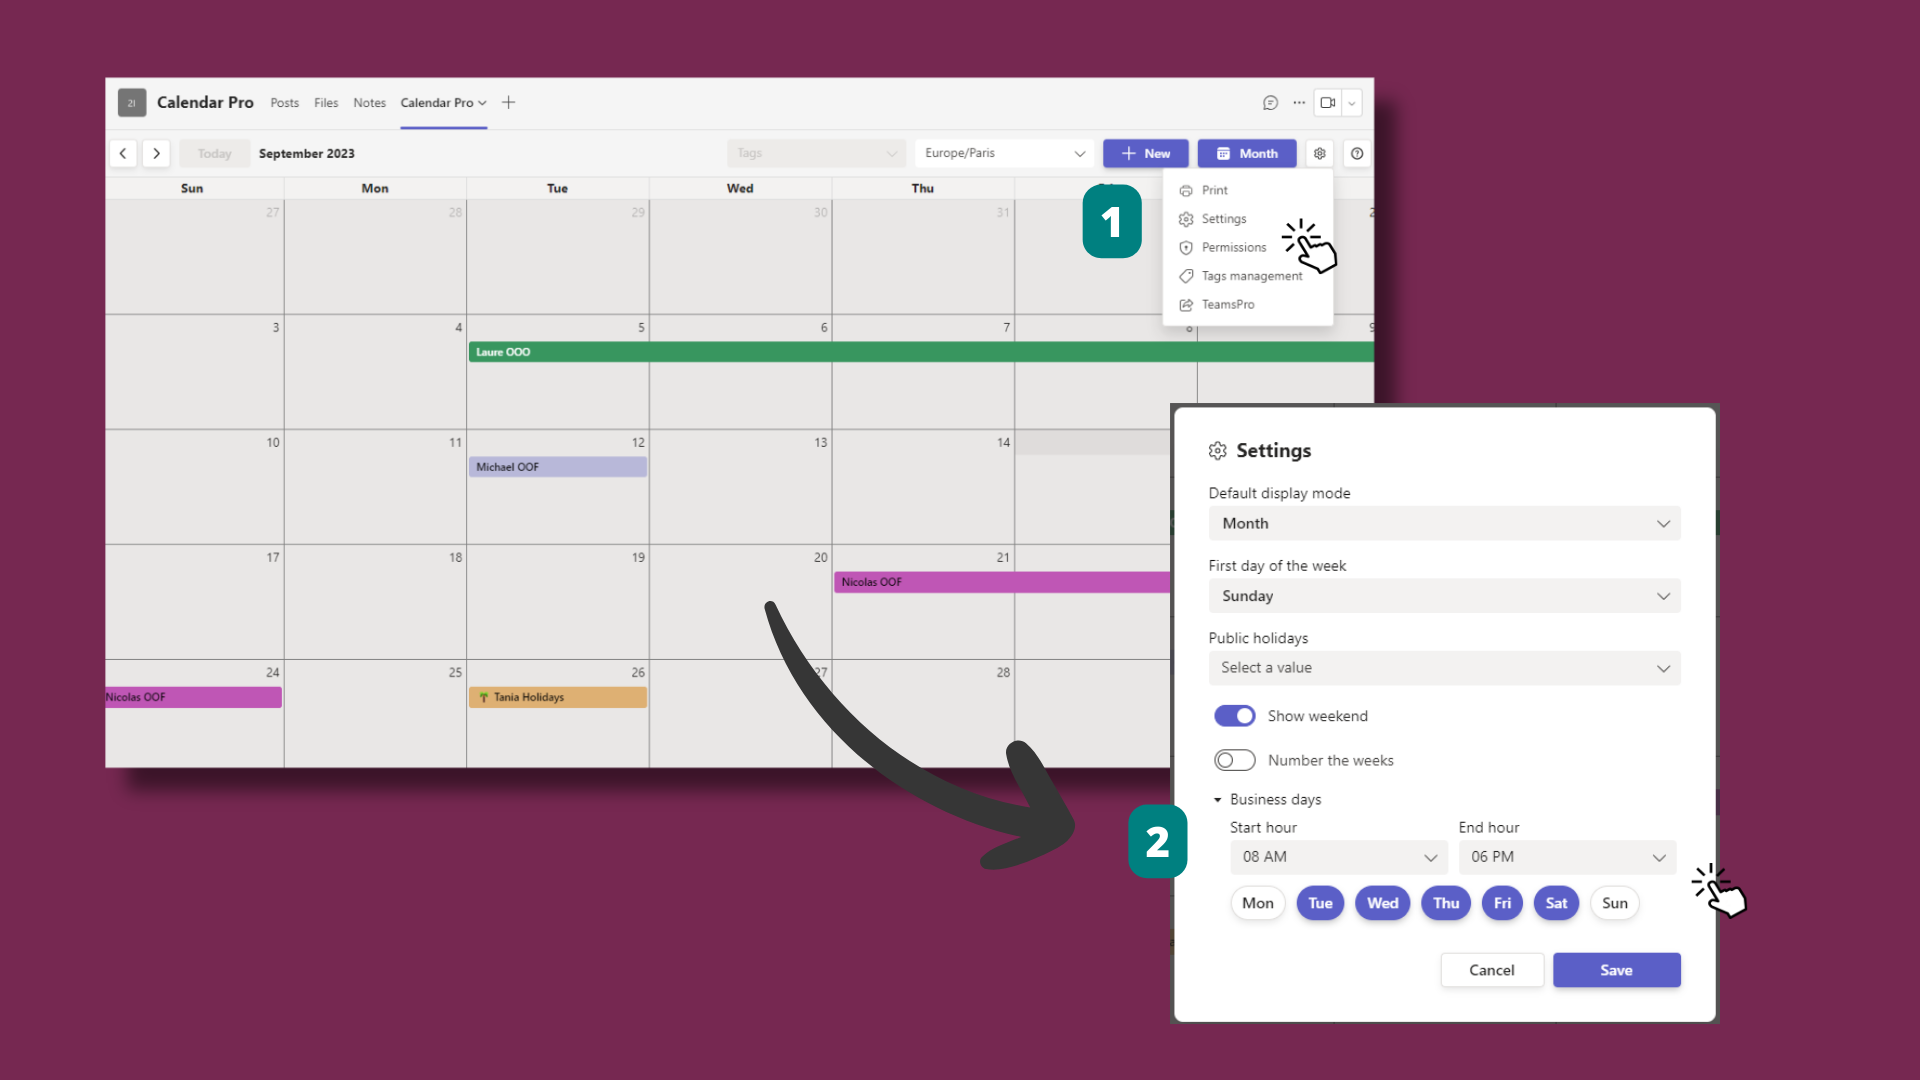 21 Calendar Pro Posts Files Notes Calendar Pro
Today September 2023 Tags Europe/Paris New Month
Sun Mon Tue Wed Thu
27 28 29 30 31 2
1
Print
Settings
Permissions
Tags management
TeamsPro
3 4 5 6 7 8 9
Laure OOO
10 11 12 13 14
Michael OOF
17 18 19 20 21
Nicolas OOF
24 25 26 27 28
Nicolas OOF Tania Holidays
2
Settings
Default display mode
Month
First day of the week
Sunday
Public holidays
Select a value
Show weekend
Number the weeks
Business days
Start hour End hour
08 AM 06 PM
Mon Tue Wed Thu Fri Sat Sun
Cancel Save